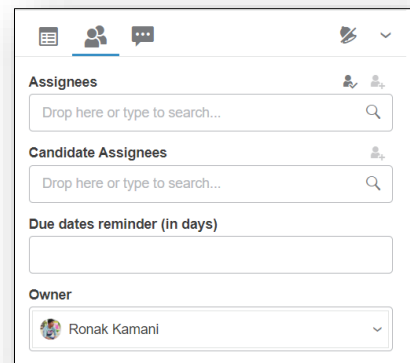 Assignees
Drop here or type to search...
Candidate Assignees
Drop here or type to search...
Due dates reminder (in days)
Owner
Ronak Kamani